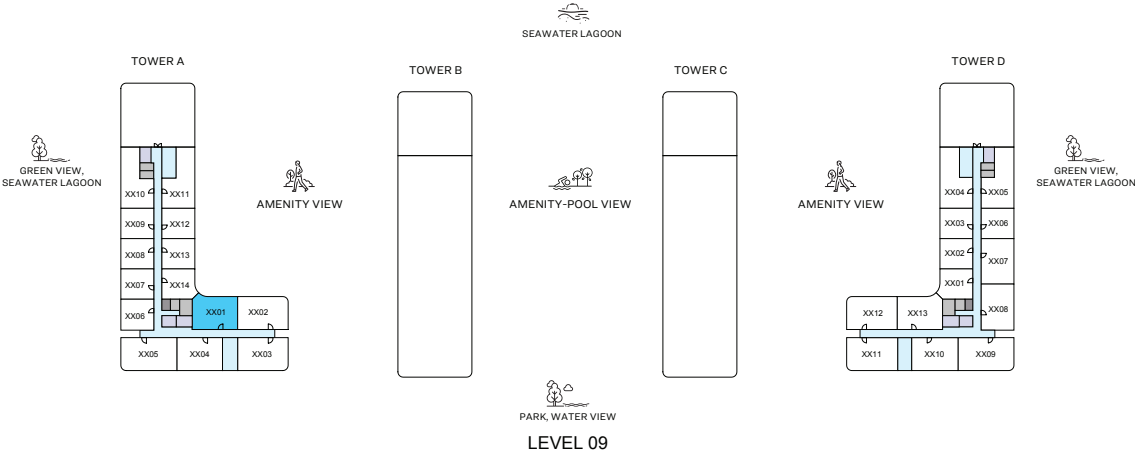 SEAWATER LAGOON
TOWER A
TOWER B
TOWER C
TOWER D
GREEN VIEW,
SEAWATER LAGOON
AMENITY VIEW
AMENITY-POOL VIEW
AMENITY VIEW
GREEN VIEW,
SEAWATER LAGOON
XX10 XX11
XX09 XX12
XX08 XX13
XX07 XX14
XX06
XX01 XX02
XX05 XX04 XX03
XX04 XX05
XX03 XX06
XX02
XX07
XX01
XX08
XX12 XX13
XX11 XX10 XX09
PARK, WATER VIEW
LEVEL 09